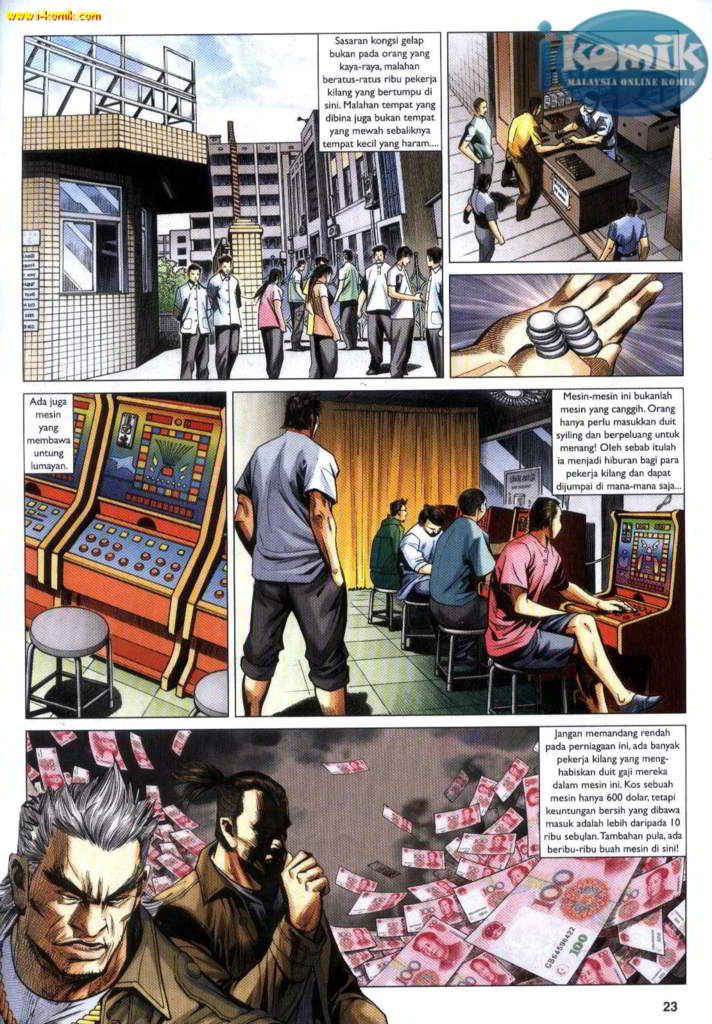 www.i-komik.com
ikomik
MALAYSIA ONLINE KOMIK
Sasaran kongsi gelap
bukan pada orang yang
kaya-raya, malahan
beratus-ratus ribu pekerja
kilang yang bertumpu di
sini. Malahan tempat yang
dibina juga bukan tempat
yang mewah sebaliknya
tempat kecil yang haram....
Ada juga
mesin
yang
membawa
untung
lumayan.
Mesin-mesin ini bukanlah
mesin yang canggih. Orang
hanya perlu masukkan duit
syiling dan berpeluang untuk
menang! Oleh sebab itulah
ia menjadi hiburan bagi para
pekerja kilang dan dapat
dijumpai di mana-mana saja...
Jangan memandang rendah
pada perniagaan ini, ada banyak
pekerja kilang yang meng-
habiskan duit gaji mereka
dalam mesin ini. Kos sebuah
mesin hanya 600 dolar, tetapi
keuntungan bersih yang dibawa
masuk adalah lebih daripada 10
ribu sebulan. Tambahan pula, ada
beribu-ribu buah mesin di sini!
100
GB64596422
100
100
100
23